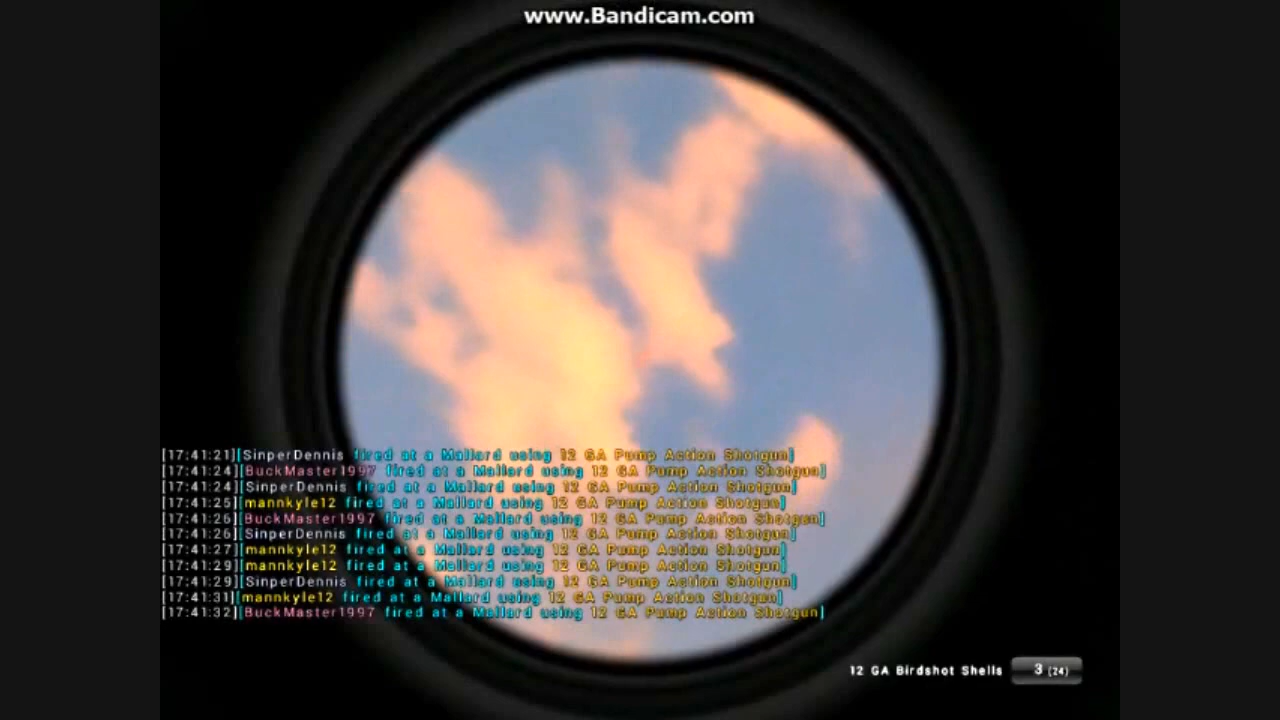 www.Bandicam.com
[17:41:21][SinperDennis fired at a Mallard using 12 GA Pump Action Shotgun]
[17:41:24][BuckMaster1997 fired at a Mallard using 12 GA Pump Action Shotgun]
[17:41:24][SinperDennis fired at a Mallard using 12 GA Pump Action Shotgun]
[17:41:25][mannkyle12 fired at a Mallard using 12 GA Pump Action Shotgun]
[17:41:26][BuckMaster1997 fired at a Mallard using 12 GA Pump Action Shotgun]
[17:41:26][SinperDennis fired at a Mallard using 12 GA Pump Action Shotgun]
[17:41:27][mannkyle12 fired at a Mallard using 12 GA Pump Action Shotgun]
[17:41:29][mannkyle12 fired at a Mallard using 12 GA Pump Action Shotgun]
[17:41:29][SinperDennis fired at a Mallard using 12 GA Pump Action Shotgun]
[17:41:31][mannkyle12 fired at a Mallard using 12 GA Pump Action Shotgun]
[17:41:32][BuckMaster1997 fired at a Mallard using 12 GA Pump Action Shotgun]
12 GA Birdshot Shells 3 (24)